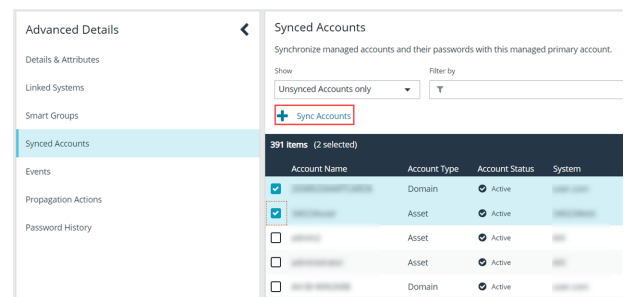 Advanced Details
Details & Attributes
Linked Systems
Smart Groups
Synced Accounts
Events
Propagation Actions
Password History
Synced Accounts
Synchronize managed accounts and their passwords with this managed primary account.
Show
Filter by
Unsynced Accounts only
Sync Accounts
391 items (2 selected)
Account Name Account Type Account Status System
Domain Active
Asset Active
Asset Active
Asset Active
Domain Active